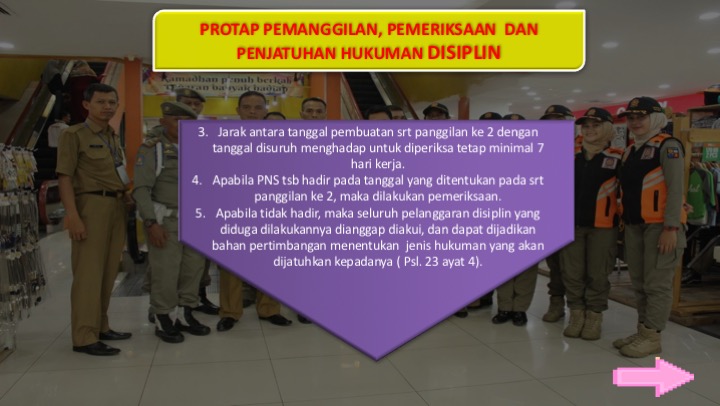 PROTAP PEMANGGILAN, PEMERIKSAAN DAN
PENJATUHAN HUKUMAN DISIPLIN
Ramadhan penuh berkah
3. Jarak antara tanggal pembuatan srt panggilan ke 2 dengan
tanggal disuruh menghadap untuk diperiksa tetap minimal 7
hari kerja.
4. Apabila PNS tsb hadir pada tanggal yang ditentukan pada srt
panggilan ke 2, maka dilakukan pemeriksaan.
5. Apabila tidak hadir, maka seluruh pelanggaran disiplin yang
diduga dilakukannya dianggap diakui, dan dapat dijadikan
bahan pertimbangan menentukan jenis hukuman yang akan
dijatuhkan kepadanya ( Psl. 23 ayat 4).